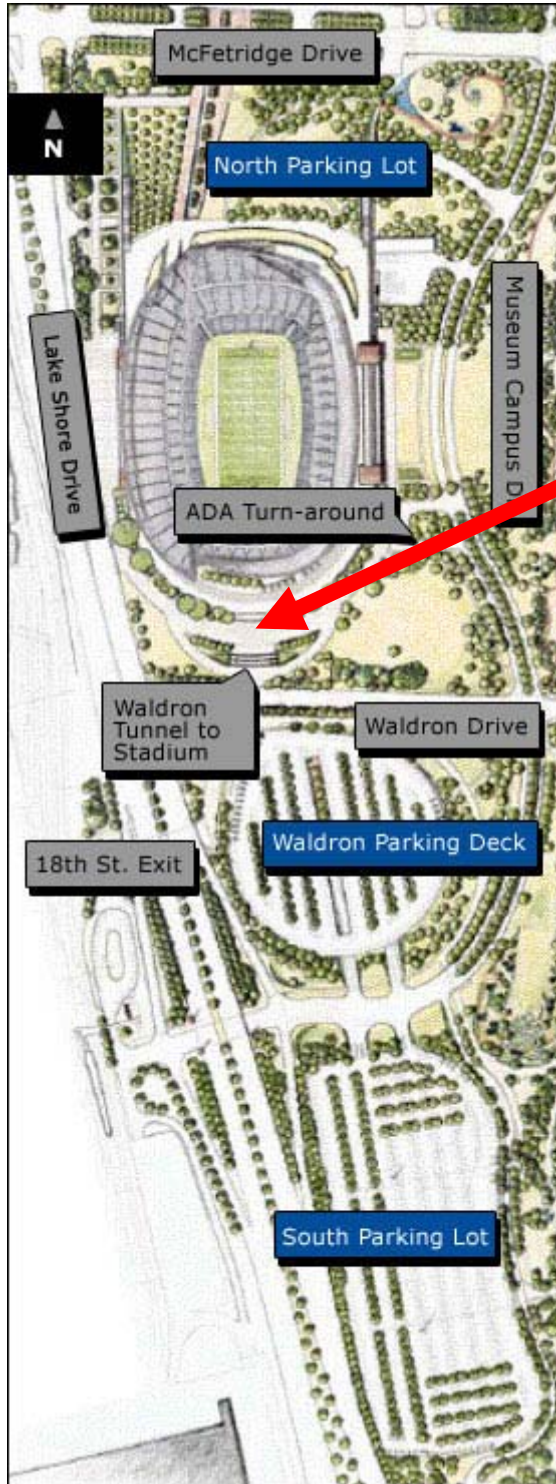 McFetridge Drive
N
North Parking Lot
Lake Shore Drive
Museum Campus D
ADA Turn-around
Waldron
Tunnel to
Stadium
Waldron Drive
Waldron Parking Deck
18th St. Exit
South Parking Lot